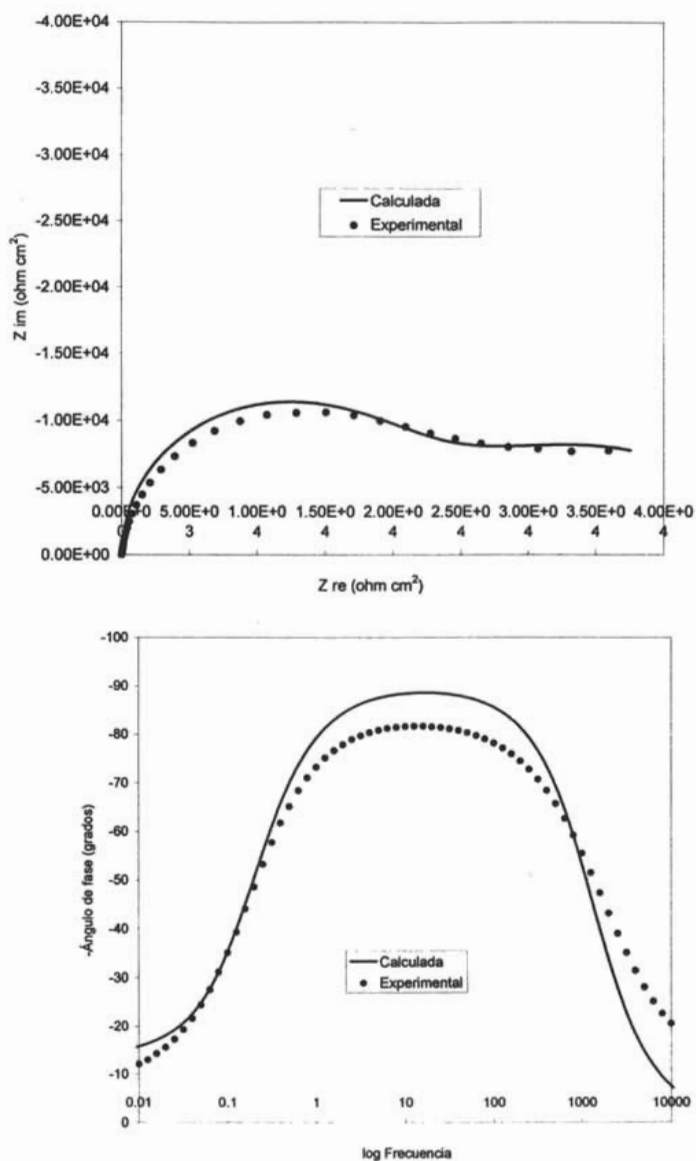 -4.00E+04
-3.50E+04
-3.00E+04
-2.50E+04
-2.00E+04
-1.50E+04
-1.00E+04
-5.00E+03
0.00E+00
Z im (ohm cm²)
Calculada
Experimental
0.00E+0 5.00E+0 1.00E+0 1.50E+0 2.00E+0 2.50E+0 3.00E+0 3.50E+0 4.00E+0
0 3 4 4 4 4 4 4 4
Z re (ohm cm²)
-100
-90
-80
-70
-60
-50
-40
-30
-20
-10
0
-Ángulo de fase (grados)
Calculada
Experimental
0.01 0.1 1 10 100 1000 10000
log Frecuencia